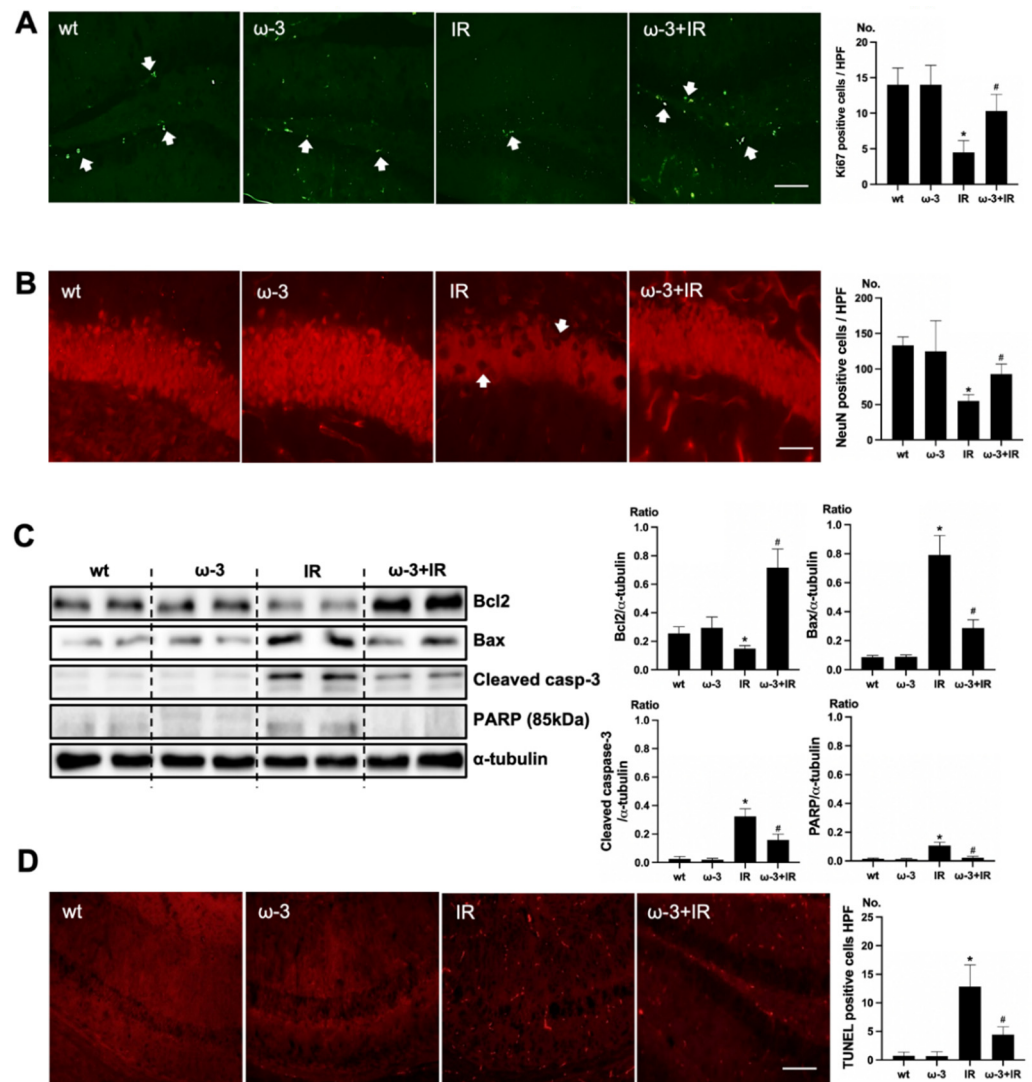 A
wt
ω-3
IR
ω-3+IR
No.
Ki67 positive cells / HPF
20
15
10
5
0
*
#
wt ω-3 IR ω-3+IR
B
wt
ω-3
IR
ω-3+IR
No.
NeuN positive cells / HPF
200
150
100
50
0
*
#
wt ω-3 IR ω-3+IR
C
wt ω-3 IR ω-3+IR
Bcl2
Bax
Cleaved casp-3
PARP (85kDa)
α-tubulin
Ratio
Bcl2/α-tubulin
1.0
0.8
0.6
0.4
0.2
0.0
*
#
wt ω-3 IR ω-3+IR
Ratio
Bax/α-tubulin
1.0
0.8
0.6
0.4
0.2
0.0
*
#
wt ω-3 IR ω-3+IR
Ratio
Cleaved caspase-3
/α-tubulin
1.0
0.8
0.6
0.4
0.2
0.0
*
#
wt ω-3 IR ω-3+IR
Ratio
PARP/α-tubulin
1.0
0.8
0.6
0.4
0.2
0.0
*
#
wt ω-3 IR ω-3+IR
D
wt
ω-3
IR
ω-3+IR
No.
TUNEL positive cells HPF
25
20
15
10
5
0
*
#
wt ω-3 IR ω-3+IR